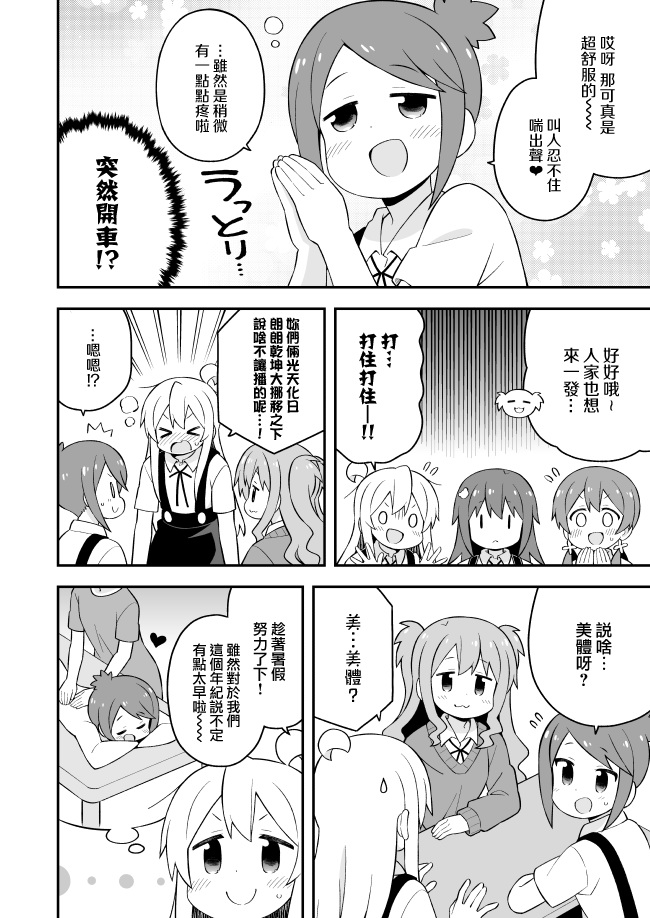 哎呀 那可真是
超舒服的~~~
叫人忍不住
喘出聲♥
…雖然是稍微
有一點點疼啦
うっとり…
突然開車!?
好好哦~
人家也想
來一發…
打…
打住打住—!!
妳們倆光天化日
朗朗乾坤大挪移之下
說啥不讓播的呢…!
…嗯嗯!?
說啥…
美體呀?
美…美體?
趁著暑假
努力了下!
雖然對於我們
這個年紀說不定
有點太早啦~~~